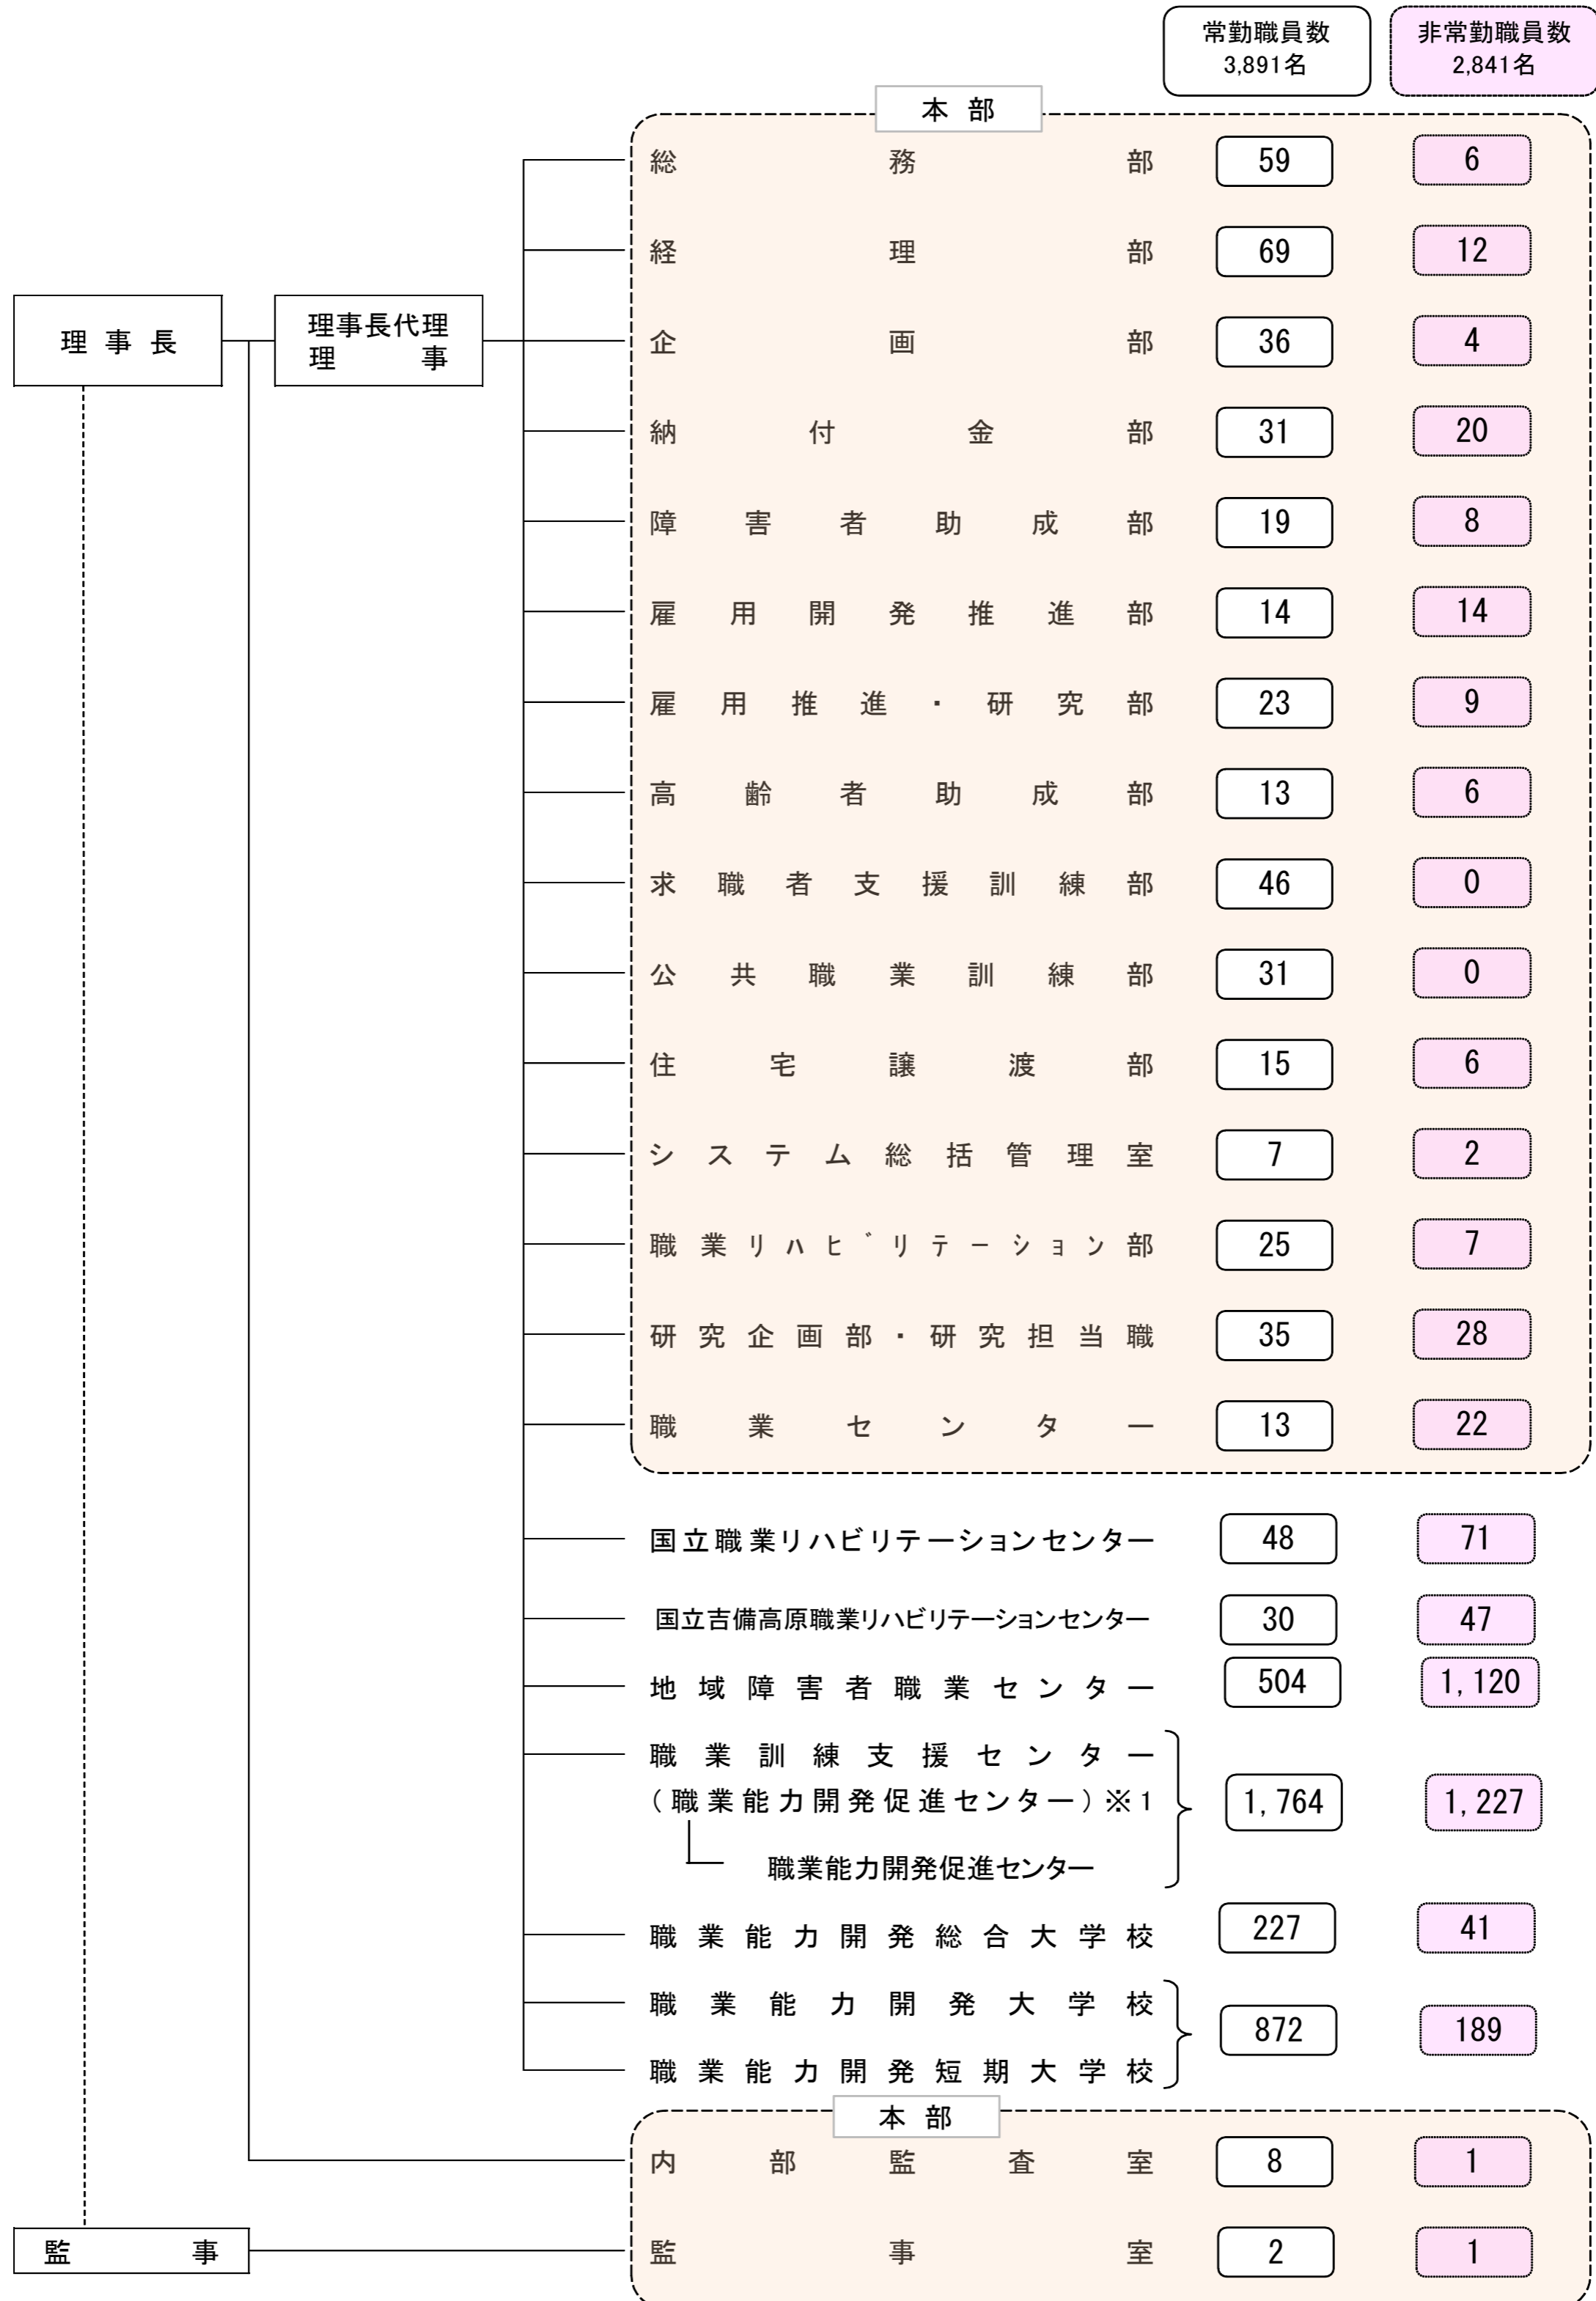 常勤職員数
3,891名
非常勤職員数
2,841名
本部
総務部 59 6
経理部 69 12
理事長
理事長代理
理事
企画部 36 4
納付金部 31 20
障害者助成部 19 8
雇用開発推進部 14 14
雇用推進・研究部 23 9
高齢者助成部 13 6
求職者支援訓練部 46 0
公共職業訓練部 31 0
住宅譲渡部 15 6
システム総括管理室 7 2
職業リハビリテーション部 25 7
研究企画部・研究担当職 35 28
職業センター 13 22
国立職業リハビリテーションセンター 48 71
国立吉備高原職業リハビリテーションセンター 30 47
地域障害者職業センター 504 1,120
職業訓練支援センター
(職業能力開発促進センター)※1 1,764 1,227
職業能力開発促進センター
職業能力開発総合大学校 227 41
職業能力開発大学校
872 189
職業能力開発短期大学校
本部
内部監査室 8 1
監事
監事室 2 1